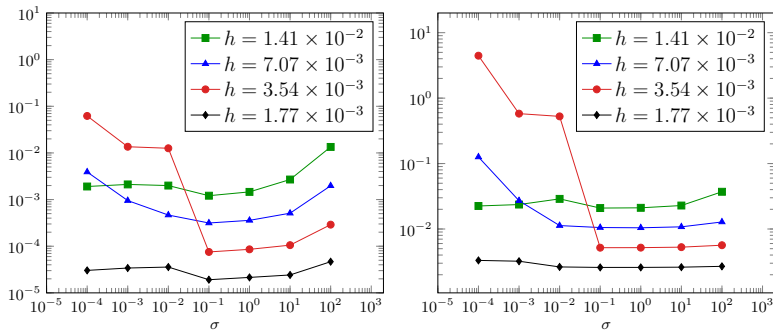 10^1
10^0
10^{-1}
10^{-2}
10^{-3}
10^{-4}
10^{-5}
10^{-5} 10^{-4} 10^{-3} 10^{-2} 10^{-1} 10^0 10^1 10^2 10^3
σ
h = 1.41 × 10^{-2}
h = 7.07 × 10^{-3}
h = 3.54 × 10^{-3}
h = 1.77 × 10^{-3}
10^1
10^0
10^{-1}
10^{-2}
10^{-5} 10^{-4} 10^{-3} 10^{-2} 10^{-1} 10^0 10^1 10^2 10^3
σ
h = 1.41 × 10^{-2}
h = 7.07 × 10^{-3}
h = 3.54 × 10^{-3}
h = 1.77 × 10^{-3}